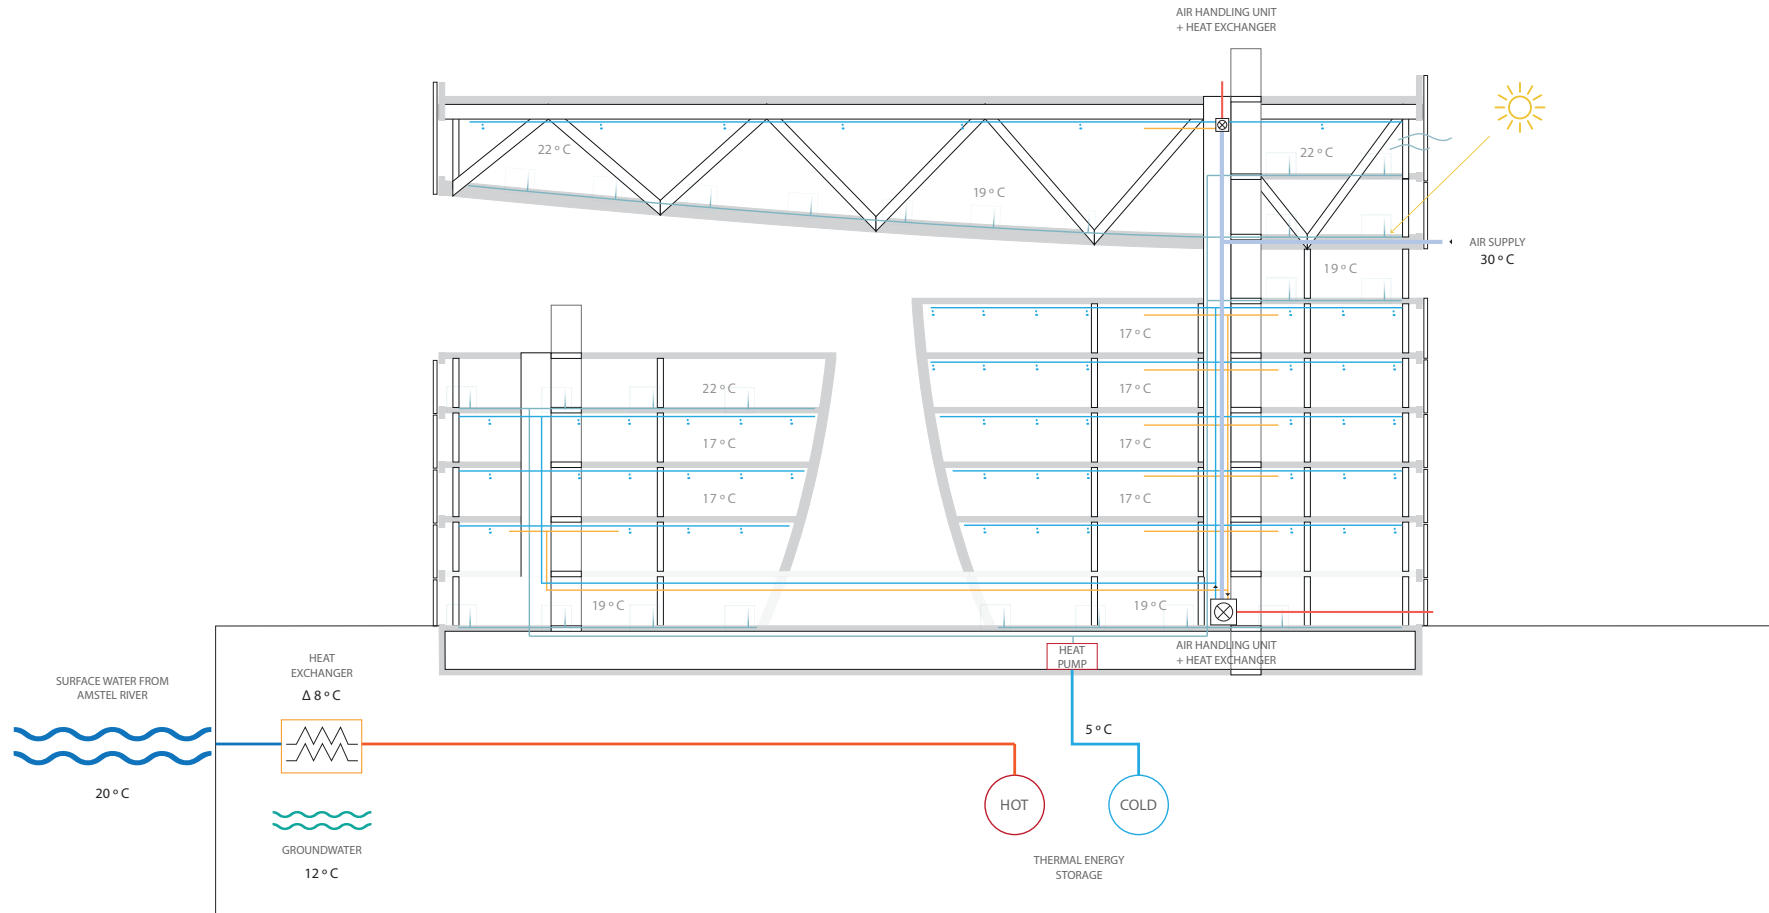 AIR HANDLING UNIT
+ HEAT EXCHANGER
22 º C
22 º C
19 º C
AIR SUPPLY
30 º C
19 º C
17 º C
22 º C
17 º C
17 º C
17 º C
17 º C
17 º C
19 º C
19 º C
HEAT
PUMP
AIR HANDLING UNIT
+ HEAT EXCHANGER
HEAT
EXCHANGER
Δ 8 º C
SURFACE WATER FROM
AMSTEL RIVER
20 º C
5 º C
HOT
COLD
GROUNDWATER
12 º C
THERMAL ENERGY
STORAGE